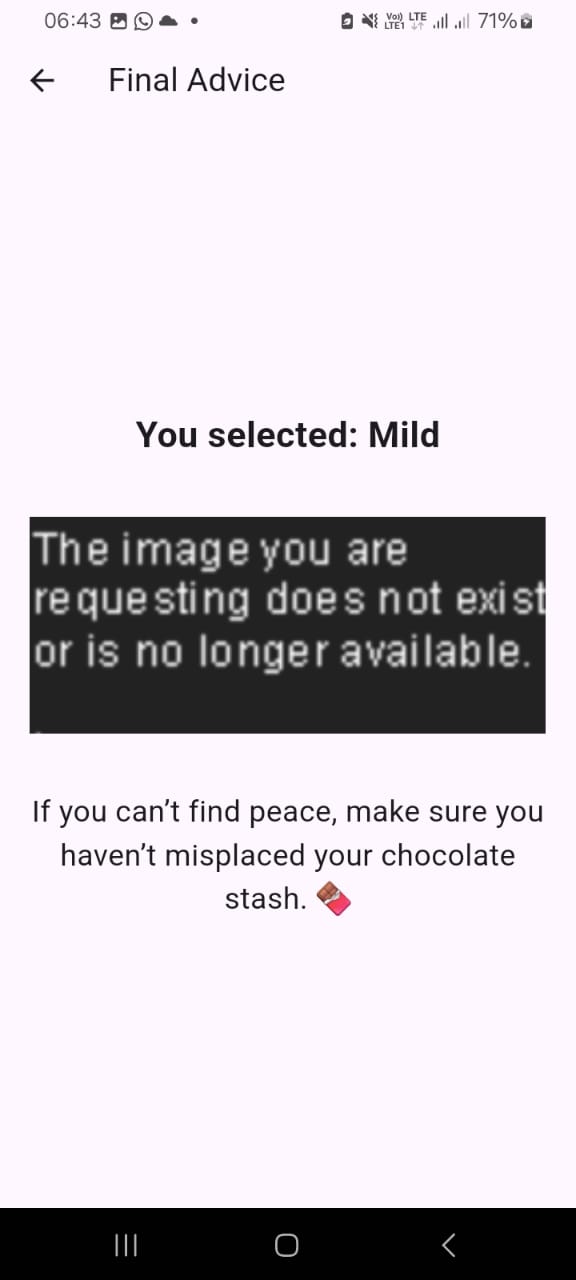 06:43
Vo)) LTE
LTE1
71%
Final Advice
You selected: Mild
The image you are
requesting does not exist
or is no longer available.
If you can’t find peace, make sure you
haven’t misplaced your chocolate
stash. 🍫